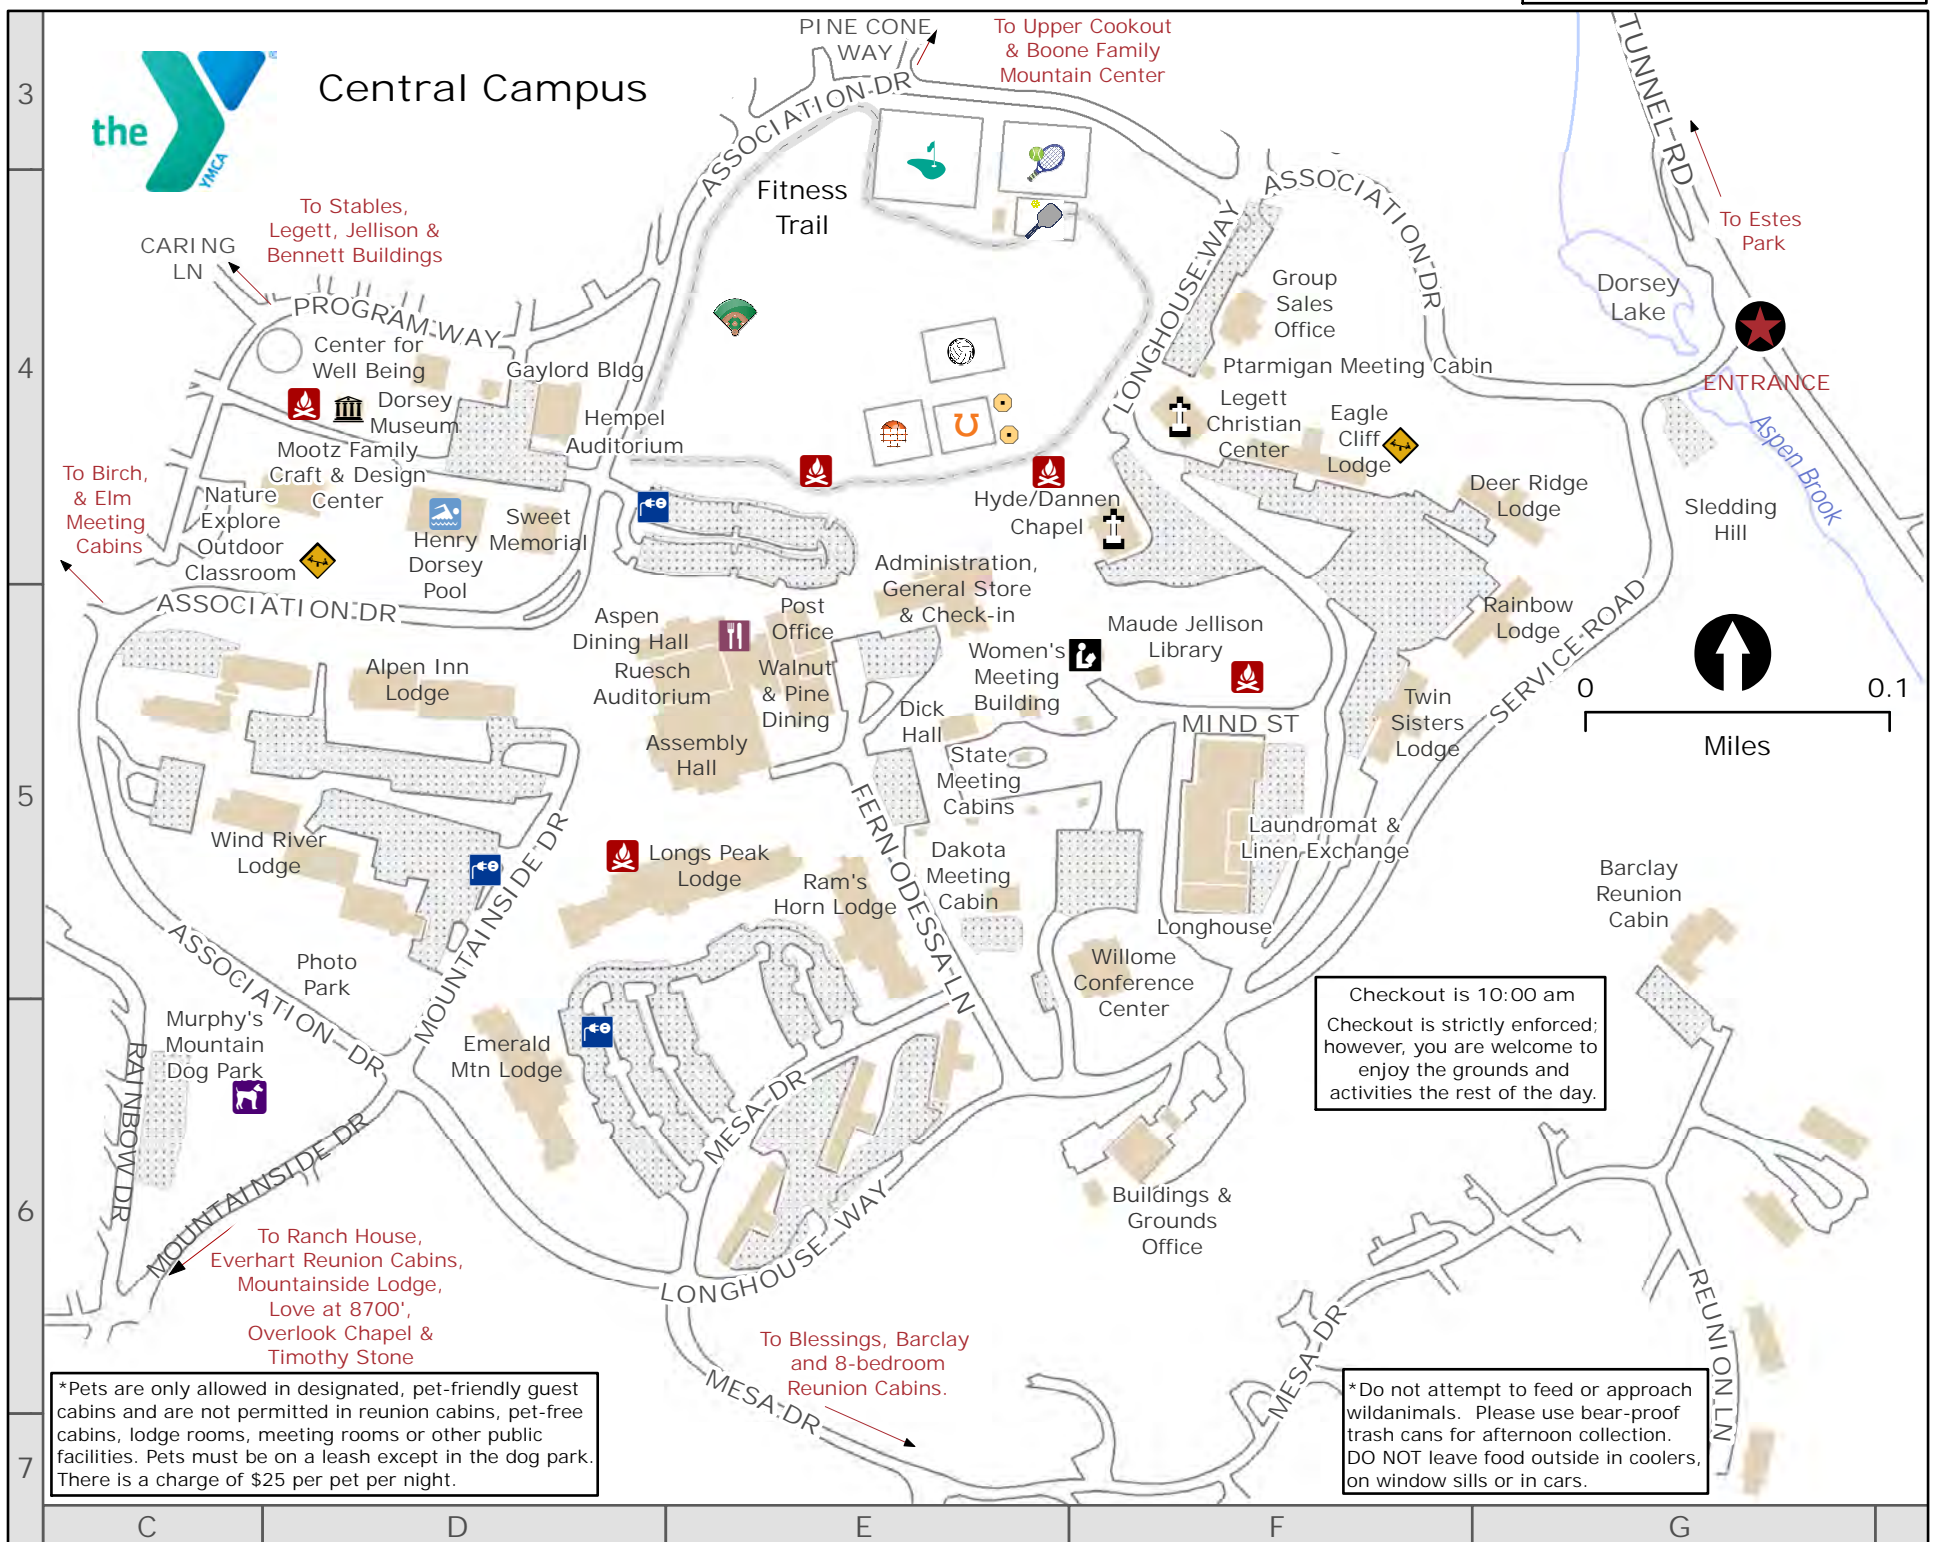 3
4
5
6
7
C
D
E
F
G
the
YMCA
Central Campus
PINE CONE
WAY
To Upper Cookout
& Boone Family
Mountain Center
ASSOCIATION DR
TUNNEL RD
Fitness
Trail
ASSOCIATION DR
To Estes
Park
To Stables,
Legett, Jellison &
Bennett Buildings
CARING
LN
PROGRAM WAY
LONGHOUSE WAY
Group
Sales
Office
Dorsey
Lake
ENTRANCE
Aspen Brook
Center for
Well Being
Gaylord Bldg
Dorsey
Museum
Hempel
Auditorium
Mootz Family
Craft & Design
Center
Ptarmigan Meeting Cabin
Legett
Christian
Center
Eagle
Cliff
Lodge
Deer Ridge
Lodge
Sledding
Hill
To Birch,
& Elm
Meeting
Cabins
Nature
Explore
Outdoor
Classroom
Henry
Dorsey
Pool
Sweet
Memorial
Hyde/Dannen
Chapel
Administration,
General Store
& Check-in
ASSOCIATION DR
Aspen
Dining Hall
Post
Office
Ruesch
Auditorium
Walnut
& Pine
Dining
Maude Jellison
Library
Women's
Meeting
Building
Rainbow
Lodge
SERVICE ROAD
0
0.1
Miles
Alpen Inn
Lodge
Assembly
Hall
Dick
Hall
State
Meeting
Cabins
MIND ST
Twin
Sisters
Lodge
FERN ODESSA LN
Wind River
Lodge
MOUNTAINSIDE DR
Longs Peak
Lodge
Ram's
Horn Lodge
Dakota
Meeting
Cabin
Laundromat &
Linen Exchange
Longhouse
Barclay
Reunion
Cabin
ASSOCIATION DR
Photo
Park
Willome
Conference
Center
Checkout is 10:00 am
Checkout is strictly enforced;
however, you are welcome to
enjoy the grounds and
activities the rest of the day.
Murphy's
Mountain
Dog Park
RAINBOW DR
Emerald
Mtn Lodge
MESA DR
MOUNTAINSIDE DR
LONGHOUSE WAY
Buildings &
Grounds
Office
To Ranch House,
Everhart Reunion Cabins,
Mountainside Lodge,
Love at 8700',
Overlook Chapel &
Timothy Stone
To Blessings, Barclay
and 8-bedroom
Reunion Cabins.
MESA DR
MESA DR
REUNION LN
*Pets are only allowed in designated, pet-friendly guest
cabins and are not permitted in reunion cabins, pet-free
cabins, lodge rooms, meeting rooms or other public
facilities. Pets must be on a leash except in the dog park.
There is a charge of $25 per pet per night.
*Do not attempt to feed or approach
wildanimals. Please use bear-proof
trash cans for afternoon collection.
DO NOT leave food outside in coolers,
on window sills or in cars.